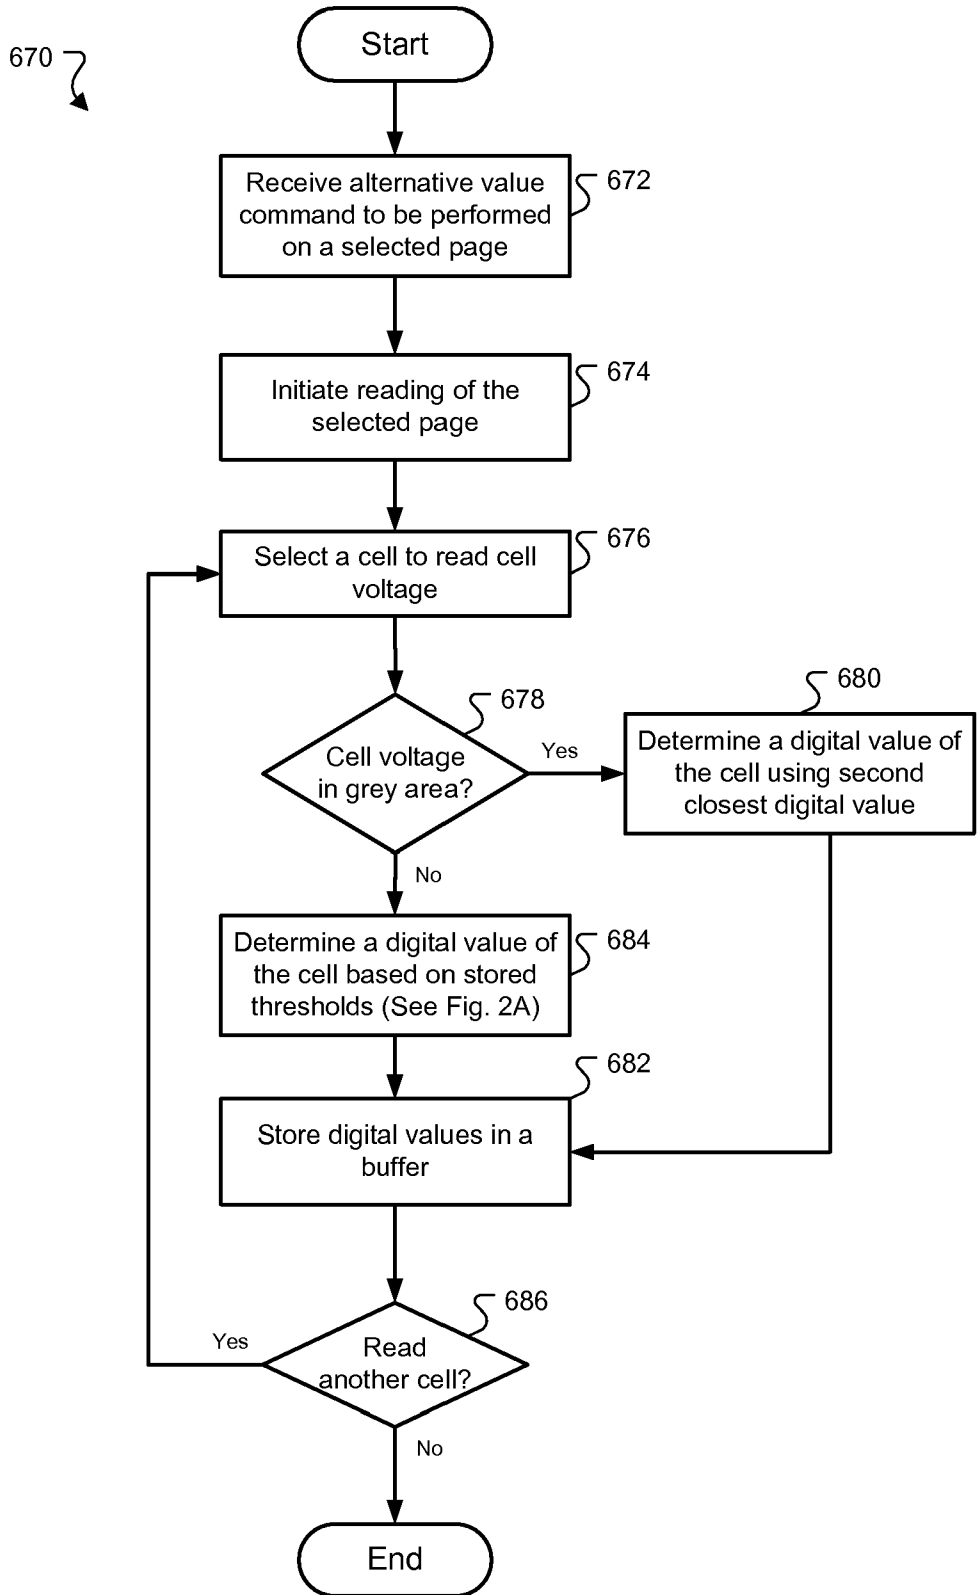 Start
670
Receive alternative value
command to be performed
on a selected page
672
Initiate reading of the
selected page
674
Select a cell to read cell
voltage
676
Cell voltage
in grey area?
678
Yes
Determine a digital value of
the cell using second
closest digital value
680
No
Determine a digital value of
the cell based on stored
thresholds (See Fig. 2A)
684
Store digital values in a
buffer
682
Read
another cell?
686
Yes
No
End